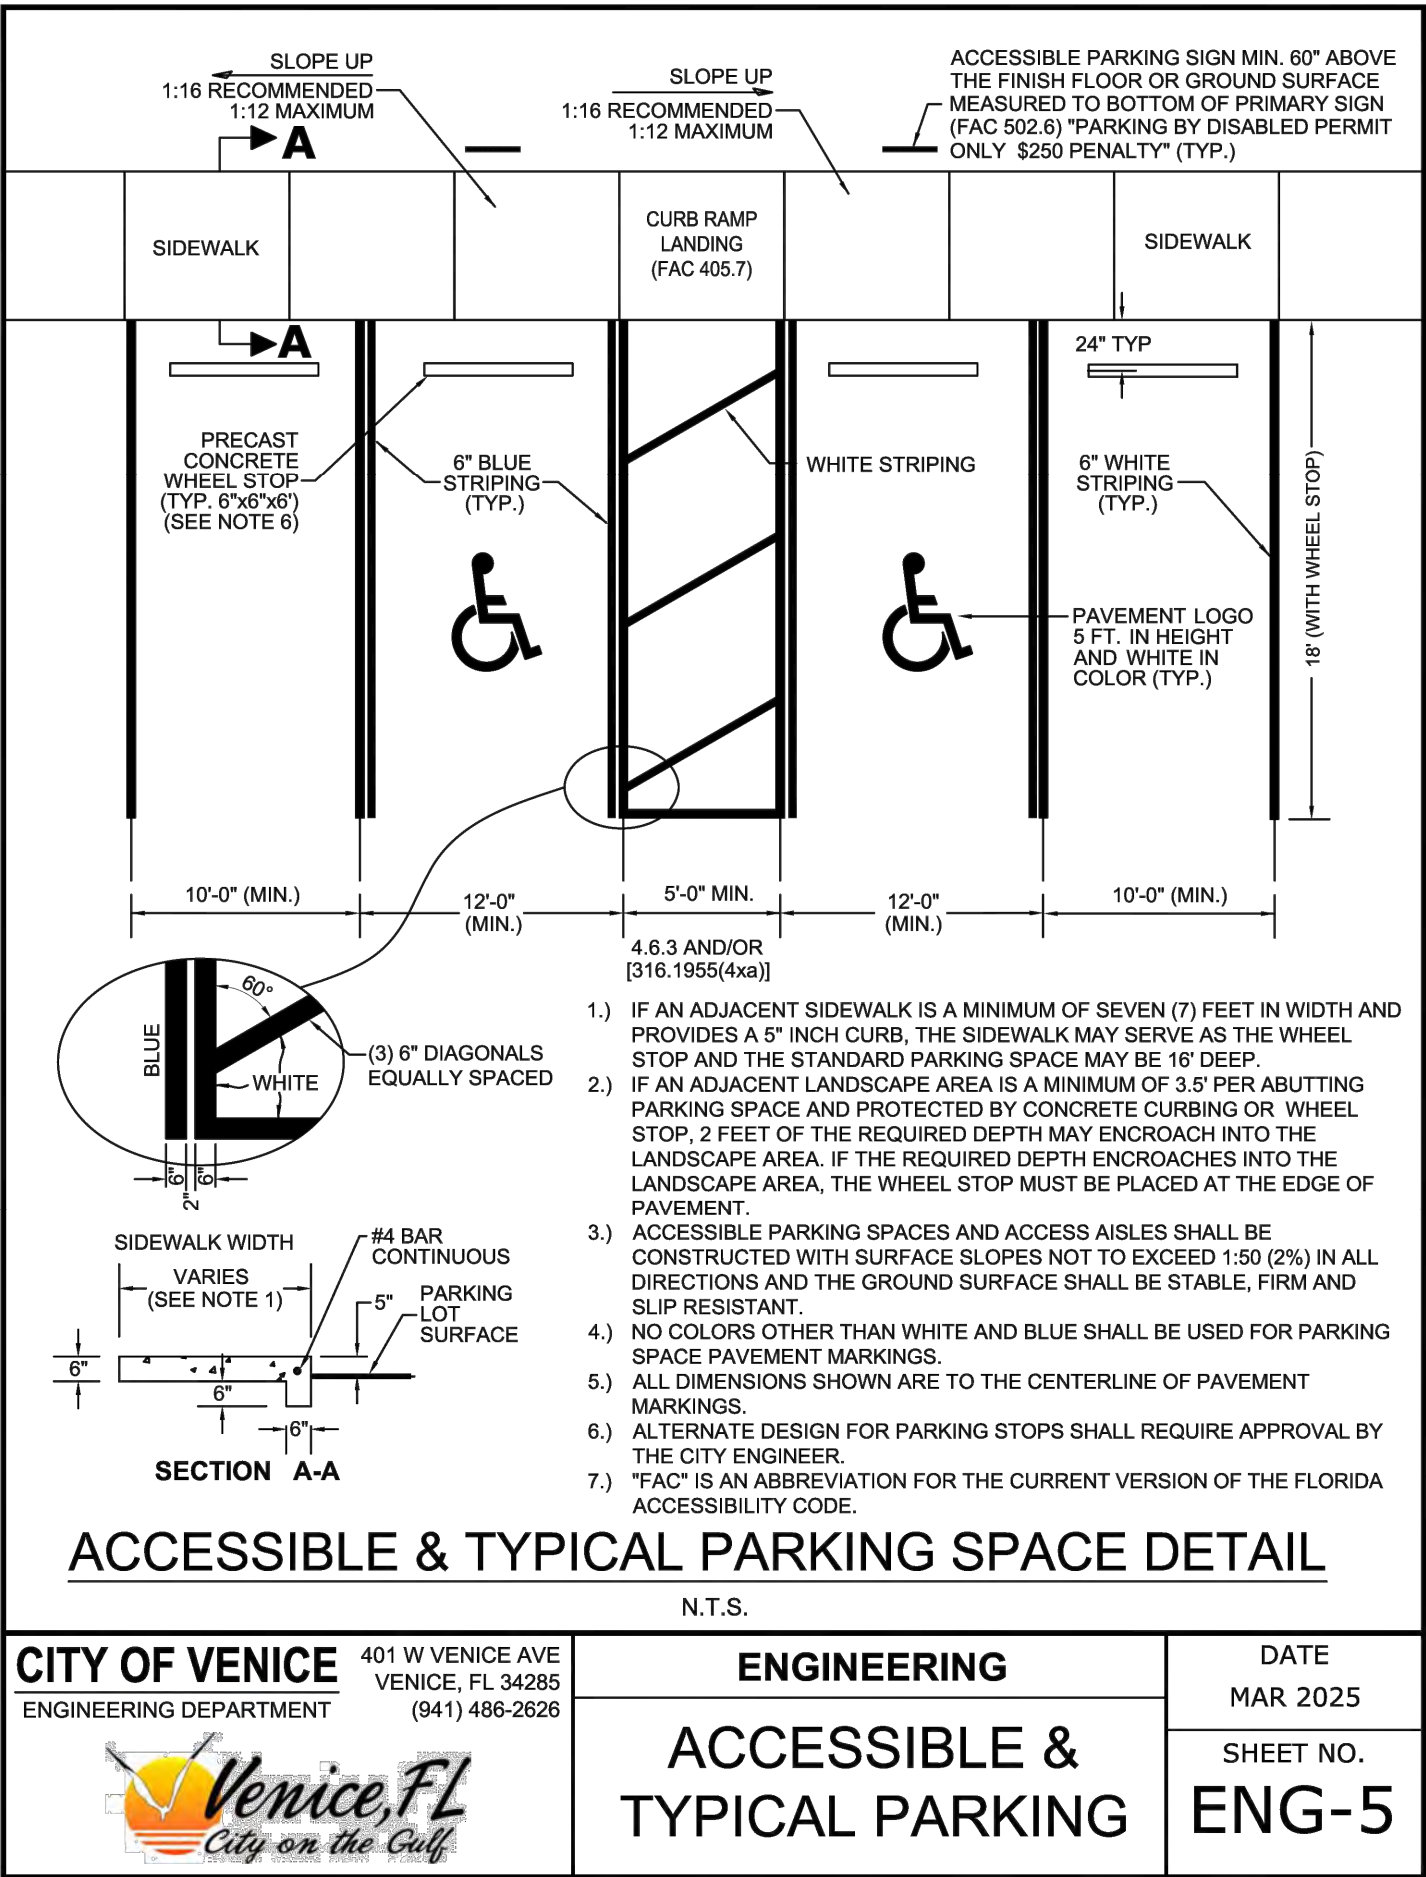 SLOPE UP
1:16 RECOMMENDED
1:12 MAXIMUM
SLOPE UP
1:16 RECOMMENDED
1:12 MAXIMUM
ACCESSIBLE PARKING SIGN MIN. 60" ABOVE
THE FINISH FLOOR OR GROUND SURFACE
MEASURED TO BOTTOM OF PRIMARY SIGN
(FAC 502.6) "PARKING BY DISABLED PERMIT
ONLY $250 PENALTY" (TYP.)
A
SIDEWALK
CURB RAMP
LANDING
(FAC 405.7)
SIDEWALK
A
24" TYP
PRECAST
CONCRETE
WHEEL STOP
(TYP. 6"x6"x6')
(SEE NOTE 6)
6" BLUE
STRIPING
(TYP.)
WHITE STRIPING
6" WHITE
STRIPING
(TYP.)
18' (WITH WHEEL STOP)
PAVEMENT LOGO
5 FT. IN HEIGHT
AND WHITE IN
COLOR (TYP.)
10'-0" (MIN.)
12'-0"
(MIN.)
5'-0" MIN.
12'-0"
(MIN.)
10'-0" (MIN.)
4.6.3 AND/OR
[316.1955(4xa)]
60°
BLUE
WHITE
(3) 6" DIAGONALS
EQUALLY SPACED
6"
2"
6"
1.) IF AN ADJACENT SIDEWALK IS A MINIMUM OF SEVEN (7) FEET IN WIDTH AND
PROVIDES A 5" INCH CURB, THE SIDEWALK MAY SERVE AS THE WHEEL
STOP AND THE STANDARD PARKING SPACE MAY BE 16' DEEP.
2.) IF AN ADJACENT LANDSCAPE AREA IS A MINIMUM OF 3.5' PER ABUTTING
PARKING SPACE AND PROTECTED BY CONCRETE CURBING OR WHEEL
STOP, 2 FEET OF THE REQUIRED DEPTH MAY ENCROACH INTO THE
LANDSCAPE AREA. IF THE REQUIRED DEPTH ENCROACHES INTO THE
LANDSCAPE AREA, THE WHEEL STOP MUST BE PLACED AT THE EDGE OF
PAVEMENT.
3.) ACCESSIBLE PARKING SPACES AND ACCESS AISLES SHALL BE
CONSTRUCTED WITH SURFACE SLOPES NOT TO EXCEED 1:50 (2%) IN ALL
DIRECTIONS AND THE GROUND SURFACE SHALL BE STABLE, FIRM AND
SLIP RESISTANT.
4.) NO COLORS OTHER THAN WHITE AND BLUE SHALL BE USED FOR PARKING
SPACE PAVEMENT MARKINGS.
5.) ALL DIMENSIONS SHOWN ARE TO THE CENTERLINE OF PAVEMENT
MARKINGS.
6.) ALTERNATE DESIGN FOR PARKING STOPS SHALL REQUIRE APPROVAL BY
THE CITY ENGINEER.
7.) "FAC" IS AN ABBREVIATION FOR THE CURRENT VERSION OF THE FLORIDA
ACCESSIBILITY CODE.
SIDEWALK WIDTH
VARIES
(SEE NOTE 1)
#4 BAR
CONTINUOUS
5"
PARKING
LOT
SURFACE
6"
6"
6"
SECTION A-A
ACCESSIBLE & TYPICAL PARKING SPACE DETAIL
N.T.S.
CITY OF VENICE
ENGINEERING DEPARTMENT
401 W VENICE AVE
VENICE, FL 34285
(941) 486-2626
Venice, FL
City on the Gulf
ENGINEERING
ACCESSIBLE &
TYPICAL PARKING
DATE
MAR 2025
SHEET NO.
ENG-5